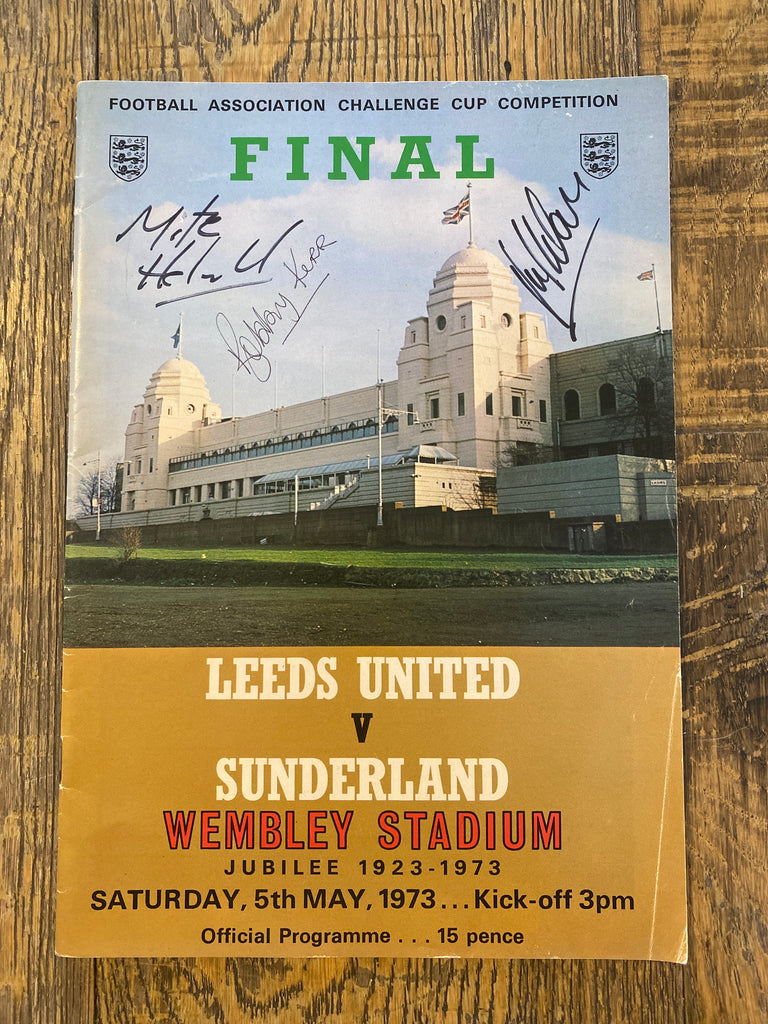 FOOTBALL ASSOCIATION CHALLENGE CUP COMPETITION
FINAL
Bobby Kerr
LEEDS UNITED
V
SUNDERLAND
WEMBLEY STADIUM
JUBILEE 1923-1973
SATURDAY, 5th MAY, 1973...Kick-off 3pm
Official Programme ... 15 pence